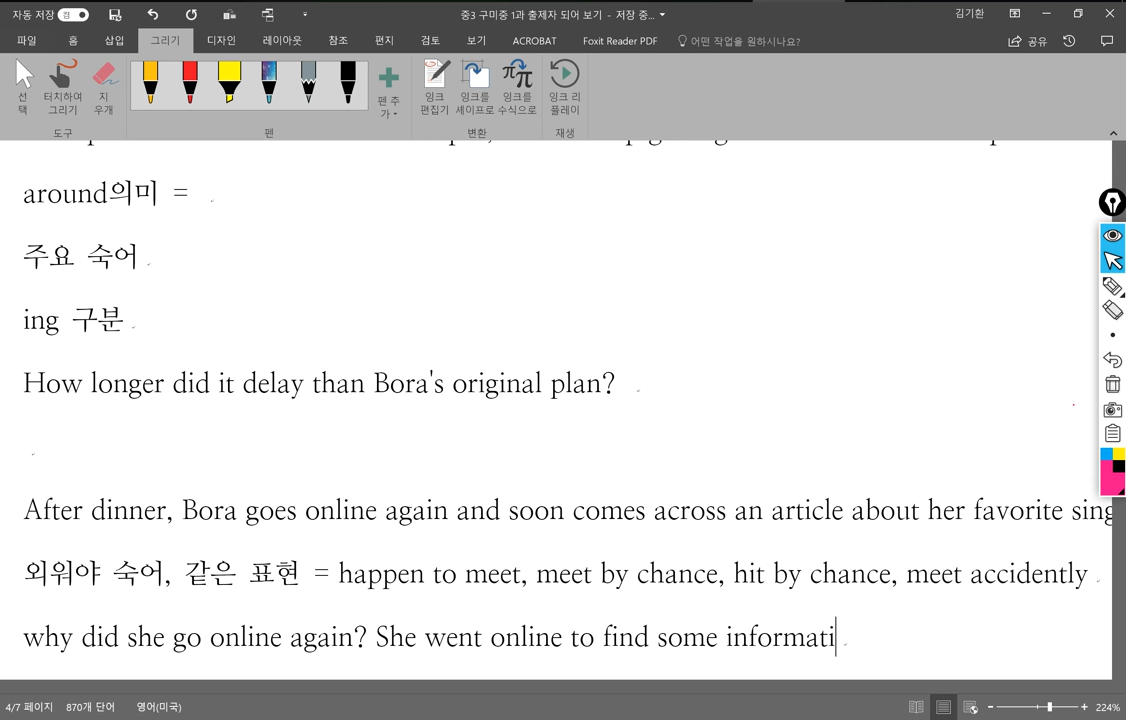 자동 저장 켬 중3 구미중 1과 출제자 되어 보기 - 저장 중... 김기환
파일 홈 삽입 그리기 디자인 레이아웃 참조 편지 검토 보기 ACROBAT Foxit Reader PDF 어떤 작업을 원하시나요? 공유
선택 터치하여 그리기 지우개 펜 추가 잉크 편집기 잉크를 셰이프로 잉크를 수식으로 잉크 리플레이
도구 펜 변환 재생
around의미 =
주요 숙어
ing 구분
How longer did it delay than Bora's original plan?
After dinner, Bora goes online again and soon comes across an article about her favorite sing
외워야 숙어, 같은 표현 = happen to meet, meet by chance, hit by chance, meet accidently
why did she go online again? She went online to find some informati
4/7 페이지 870개 단어 영어(미국) 224%